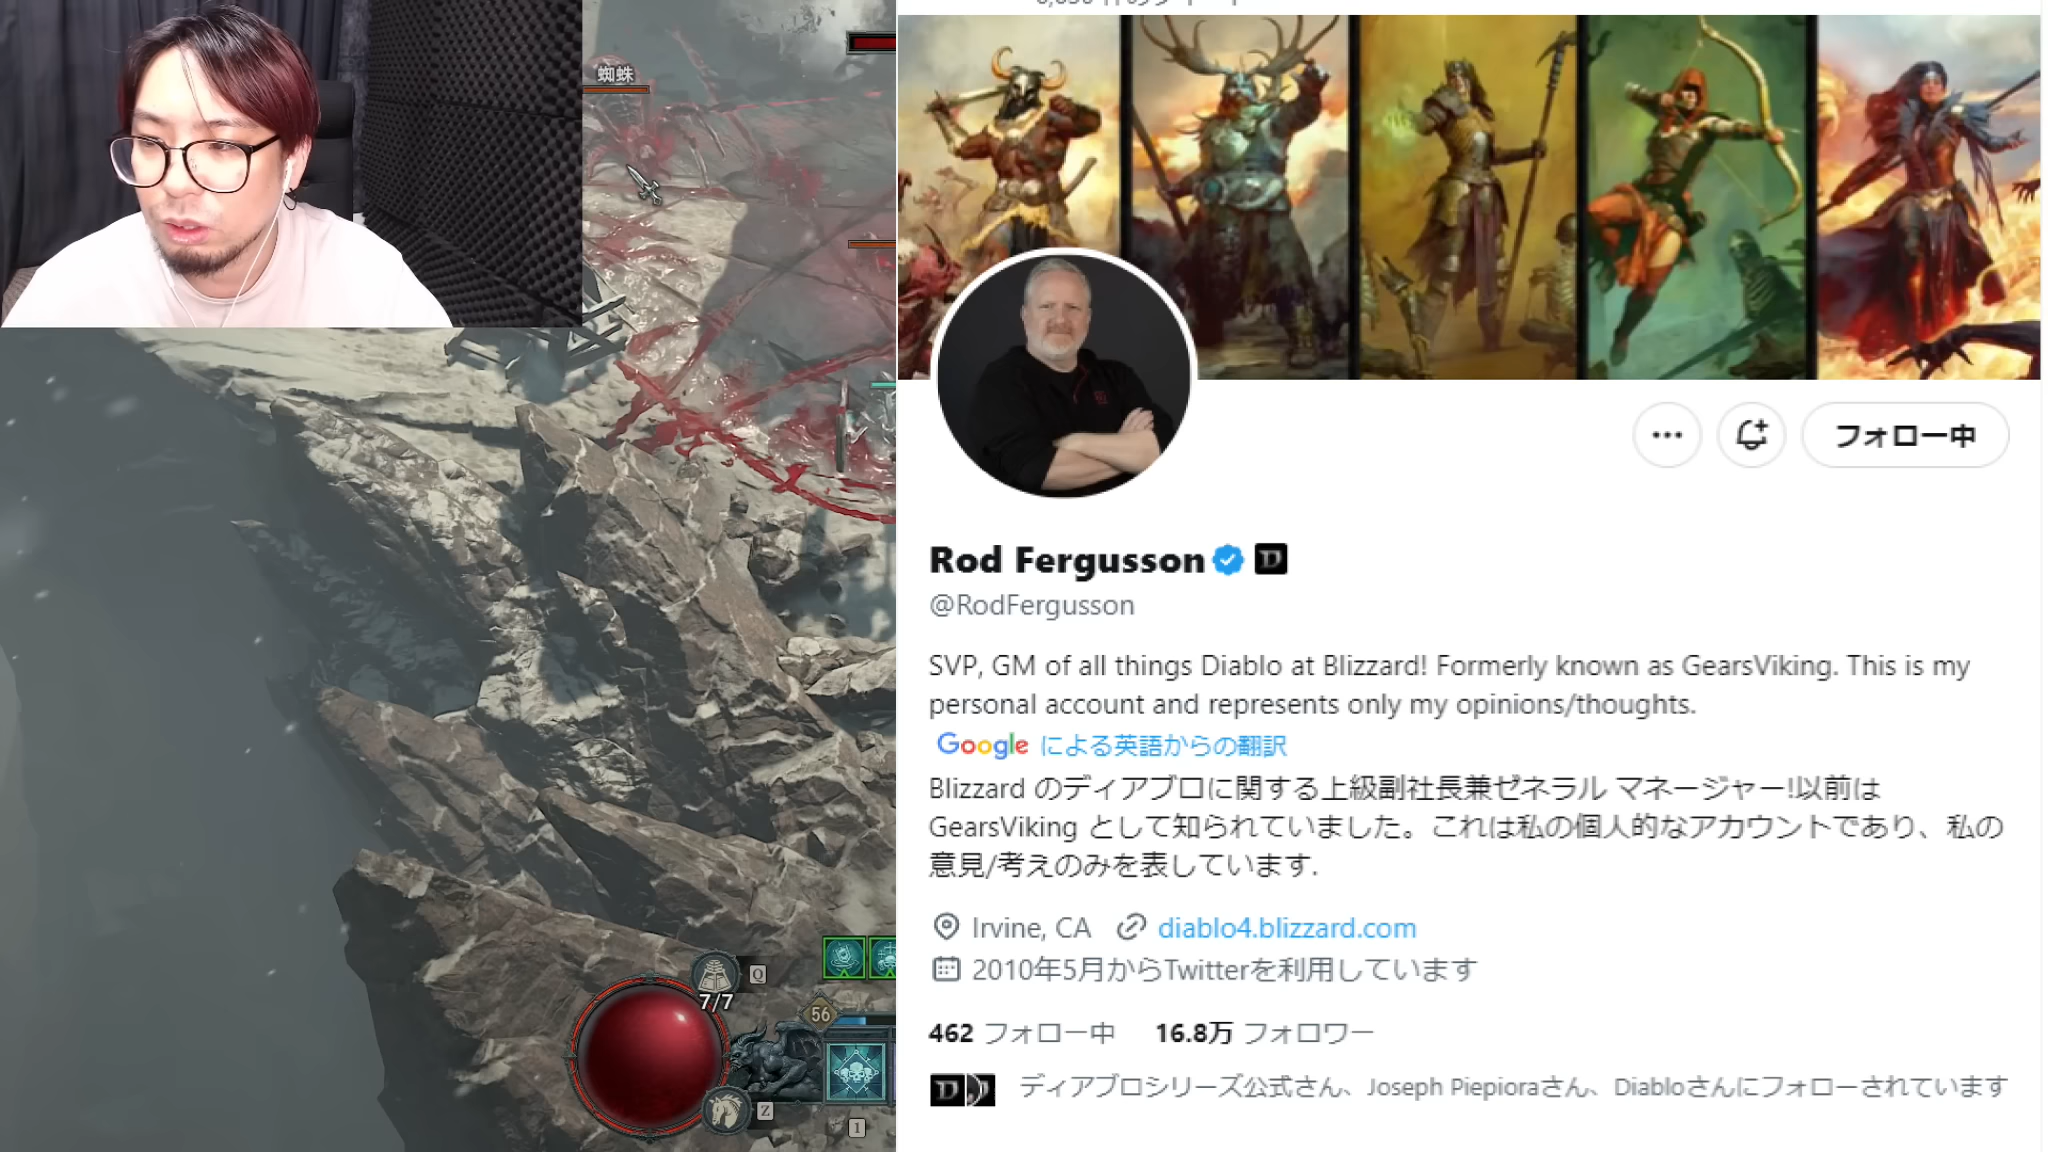 蜘蛛
Q
7/7
56
Z
1
フォロー中
Rod Fergusson
@RodFergusson
SVP, GM of all things Diablo at Blizzard! Formerly known as GearsViking. This is my
personal account and represents only my opinions/thoughts.
Google による英語からの翻訳
Blizzard のディアブロに関する上級副社長兼ゼネラル マネージャー!以前は
GearsViking として知られていました。これは私の個人的なアカウントであり、私の
意見/考えのみを表しています.
Irvine, CA diablo4.blizzard.com
2010年5月からTwitterを利用しています
462 フォロー中 16.8万 フォロワー
ディアブロシリーズ公式さん、Joseph Piepioraさん、Diabloさんにフォローされています